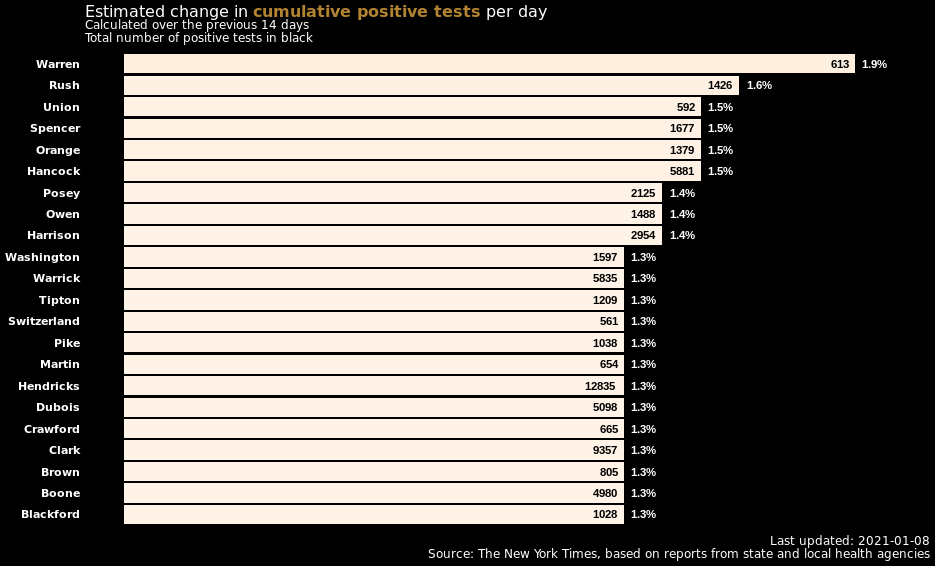 Estimated change in cumulative positive tests per day
Calculated over the previous 14 days
Total number of positive tests in black
Warren 613 1.9%
Rush 1426 1.6%
Union 592 1.5%
Spencer 1677 1.5%
Orange 1379 1.5%
Hancock 5881 1.5%
Posey 2125 1.4%
Owen 1488 1.4%
Harrison 2954 1.4%
Washington 1597 1.3%
Warrick 5835 1.3%
Tipton 1209 1.3%
Switzerland 561 1.3%
Pike 1038 1.3%
Martin 654 1.3%
Hendricks 12835 1.3%
Dubois 5098 1.3%
Crawford 665 1.3%
Clark 9357 1.3%
Brown 805 1.3%
Boone 4980 1.3%
Blackford 1028 1.3%
Last updated: 2021-01-08
Source: The New York Times, based on reports from state and local health agencies